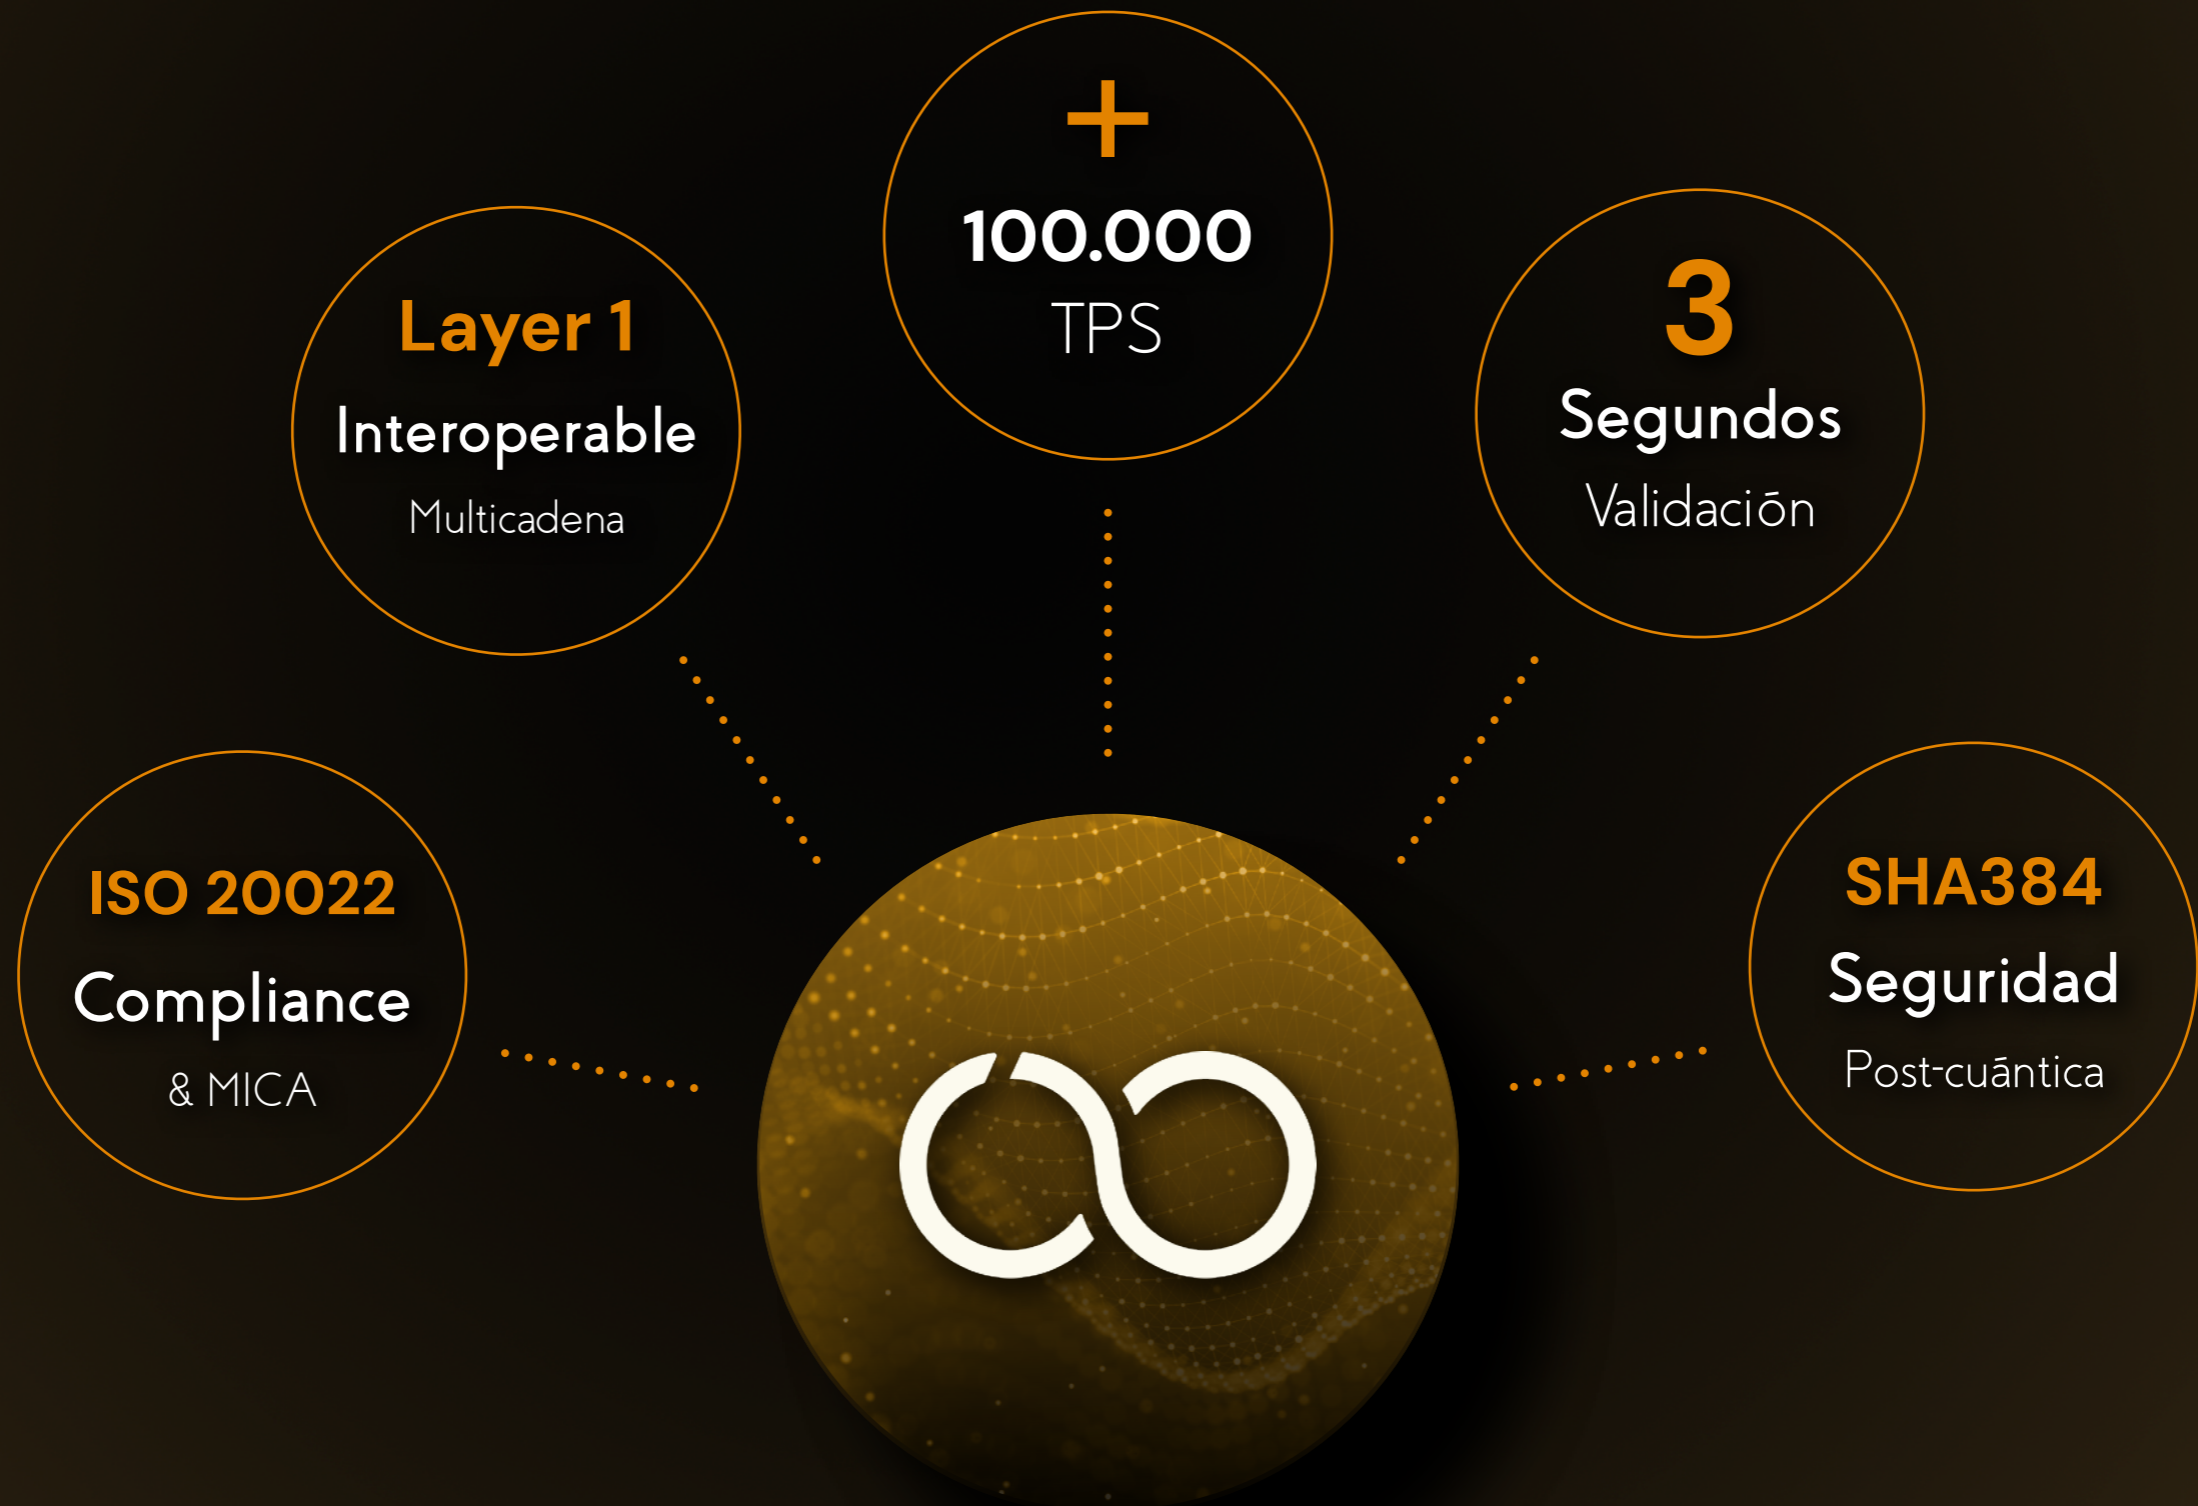 +
100.000
TPS
Layer 1
Interoperable
Multicadena
3
Segundos
Validación
ISO 20022
Compliance
& MICA
SHA384
Seguridad
Post-cuántica